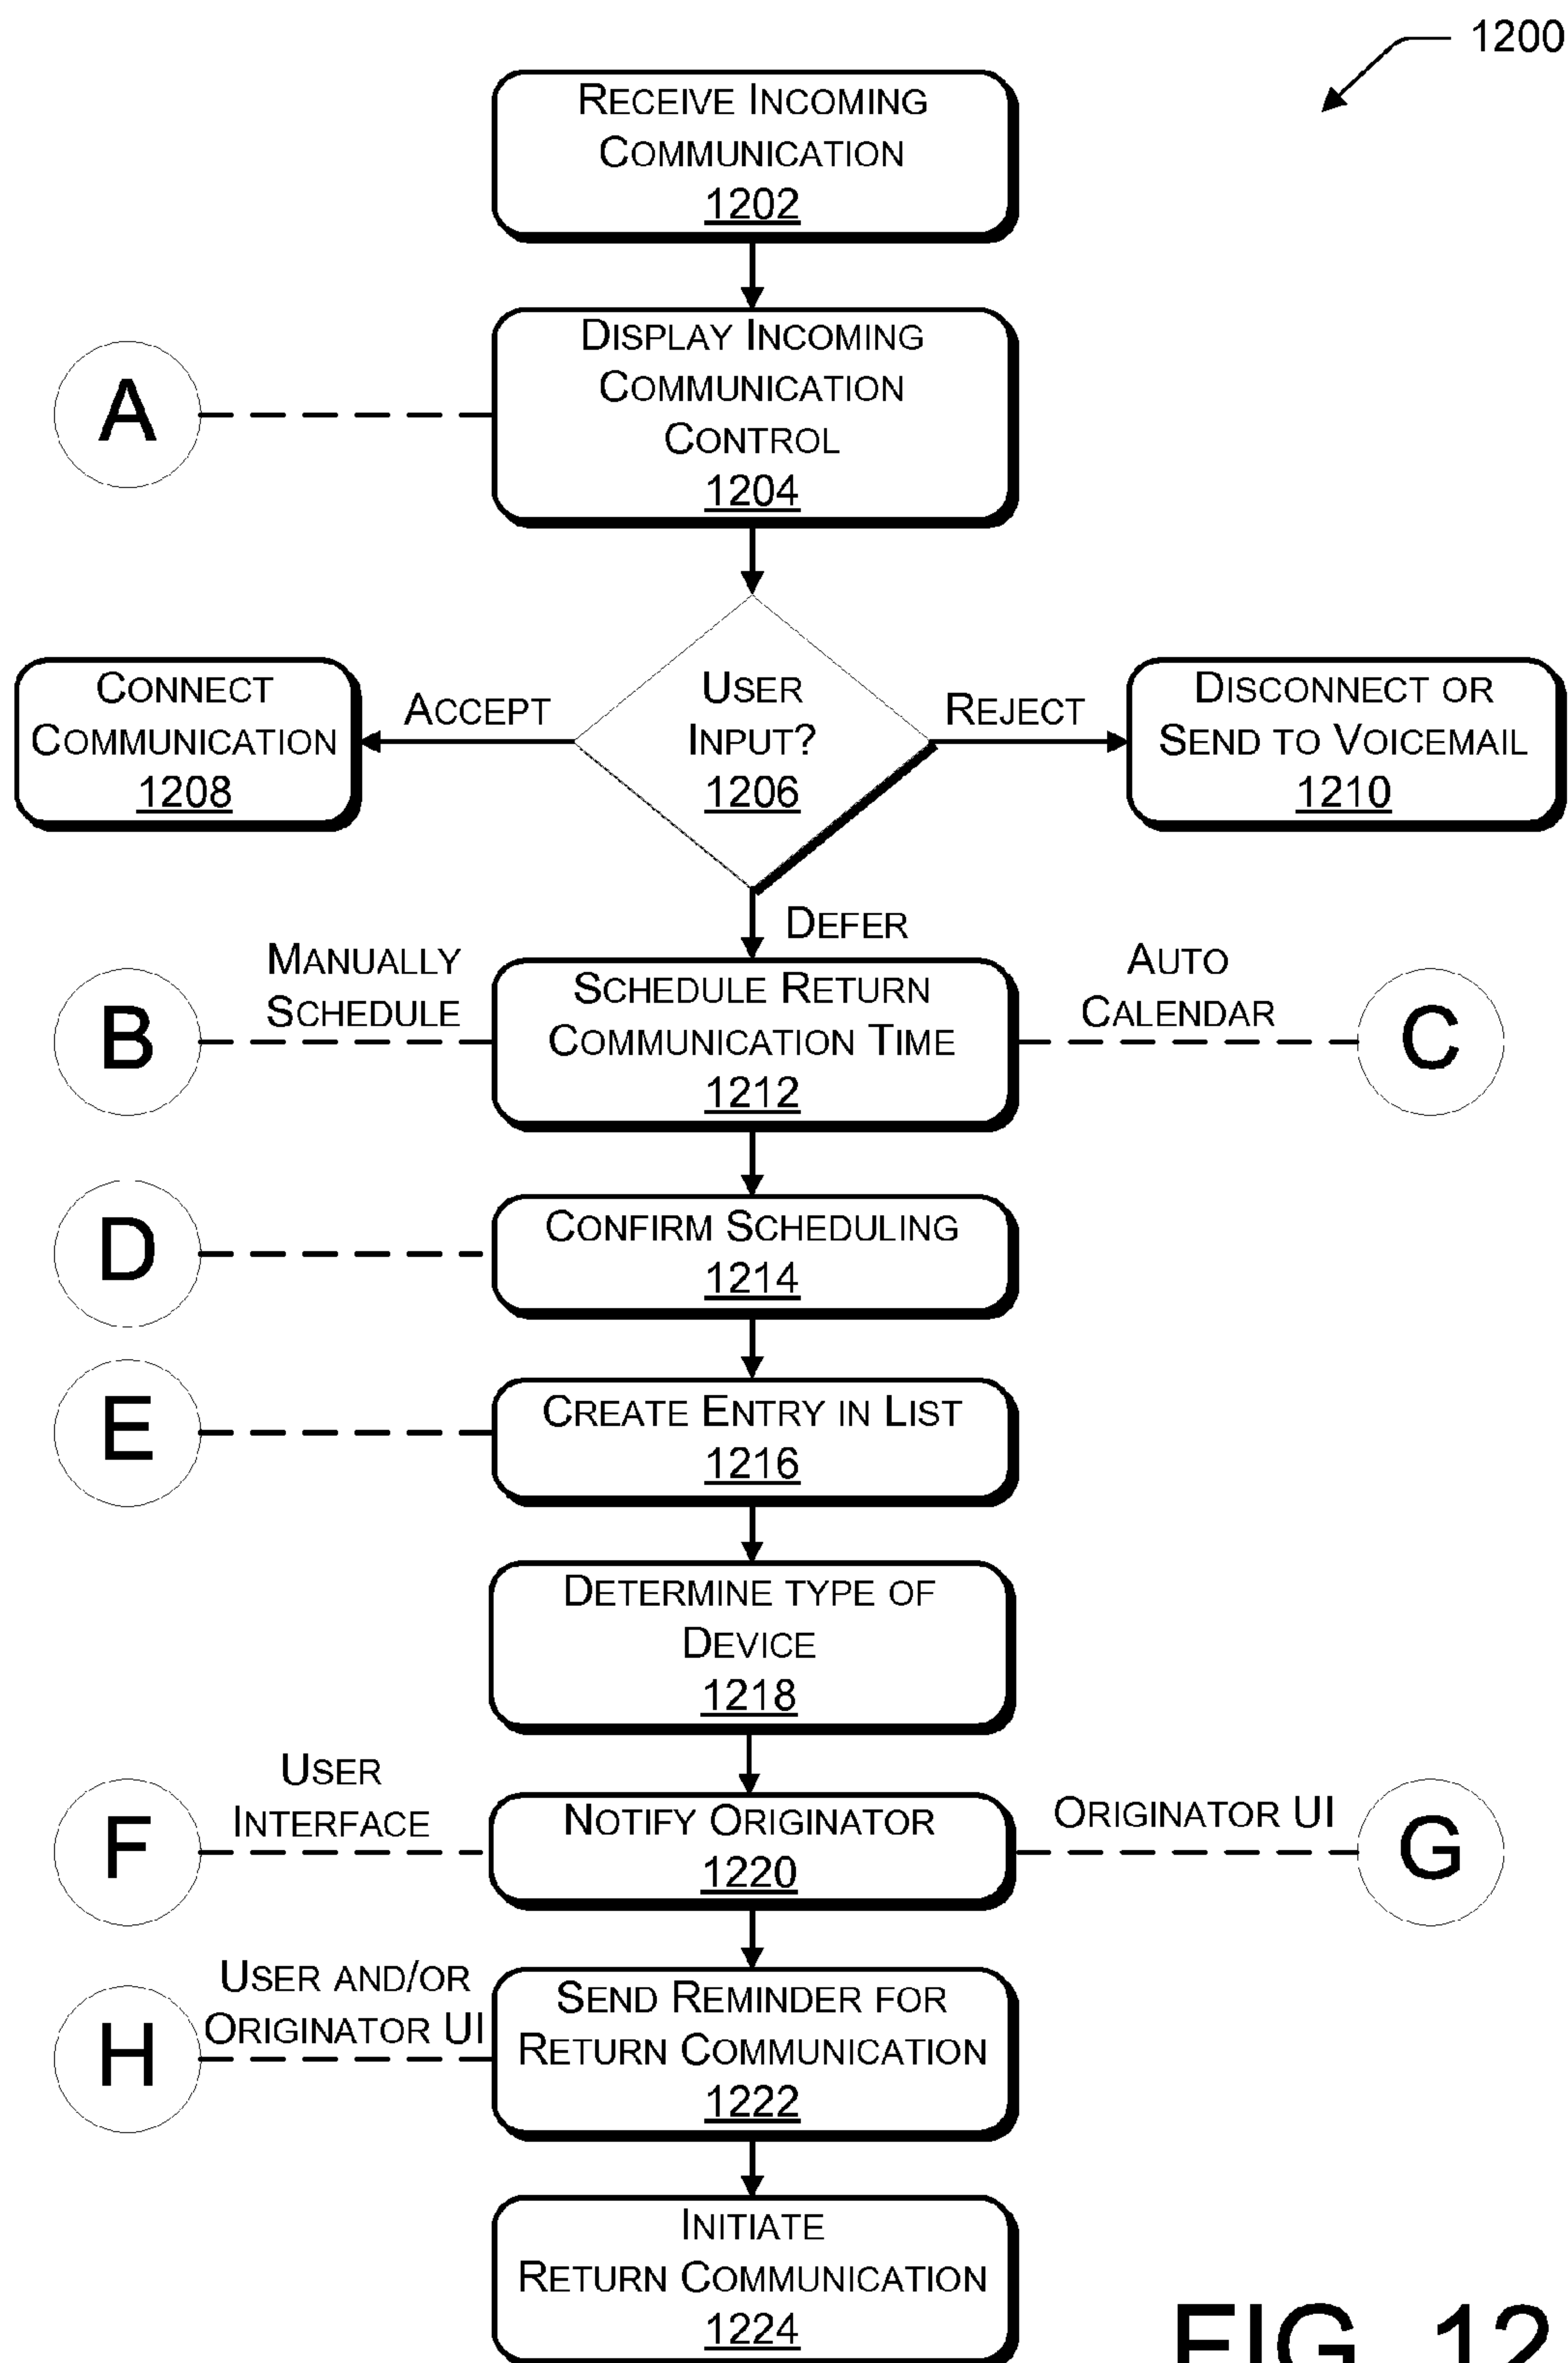 1200
RECEIVE INCOMING
COMMUNICATION
1202
DISPLAY INCOMING
COMMUNICATION
CONTROL
1204
A
USER
INPUT?
1206
ACCEPT
CONNECT
COMMUNICATION
1208
REJECT
DISCONNECT OR
SEND TO VOICEMAIL
1210
DEFER
MANUALLY
SCHEDULE
B
SCHEDULE RETURN
COMMUNICATION TIME
1212
AUTO
CALENDAR
C
D
CONFIRM SCHEDULING
1214
E
CREATE ENTRY IN LIST
1216
DETERMINE TYPE OF
DEVICE
1218
USER
INTERFACE
F
NOTIFY ORIGINATOR
1220
ORIGINATOR UI
G
USER AND/OR
ORIGINATOR UI
H
SEND REMINDER FOR
RETURN COMMUNICATION
1222
INITIATE
RETURN COMMUNICATION
1224
FIG. 12